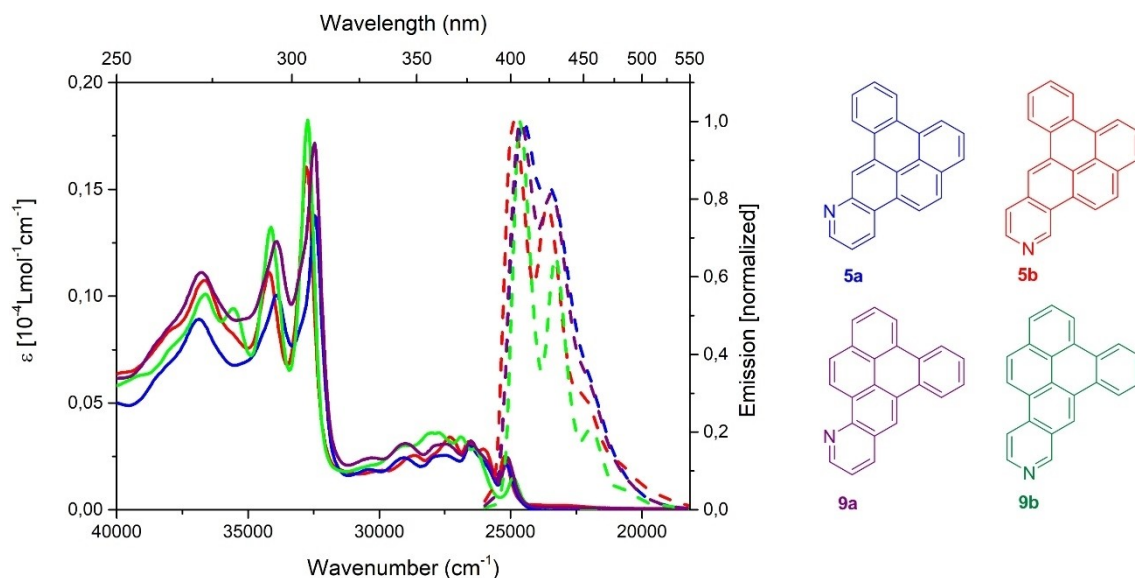 Wavelength (nm)
250 300 350 400 450 500 550
0,20
0,15
0,10
0,05
0,00
ε [10⁻⁴Lmol⁻¹cm⁻¹]
1,0
0,8
0,6
0,4
0,2
0,0
Emission [normalized]
40000 35000 30000 25000 20000
Wavenumber (cm⁻¹)
N
5a
N
5b
N
9a
N
9b